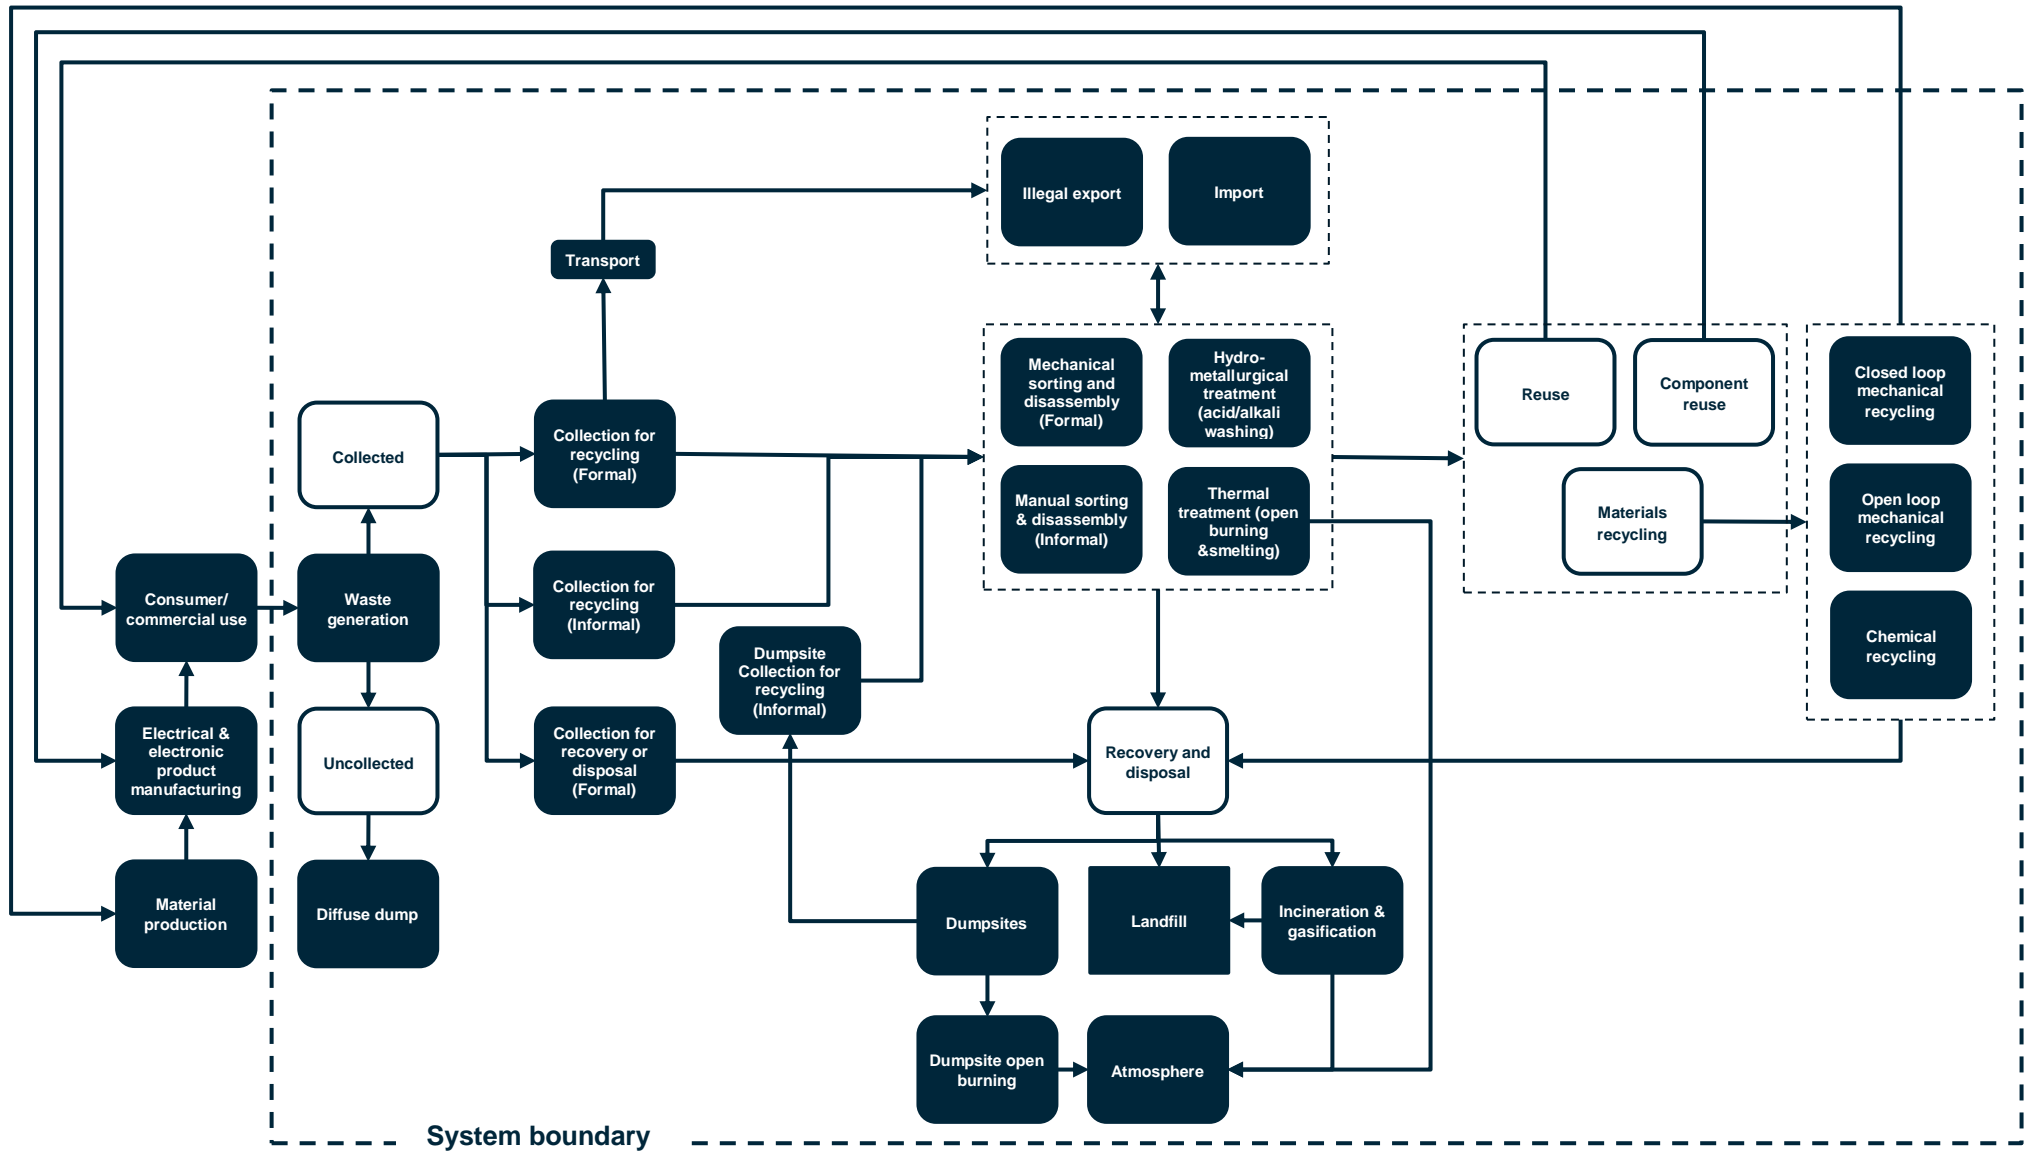 Illegal export
Import
Transport
Mechanical
sorting and
disassembly
(Formal)
Hydro-
metallurgical
treatment
(acid/alkali
washing)
Reuse
Component
reuse
Closed loop
mechanical
recycling
Collected
Collection for
recycling
(Formal)
Manual sorting
& disassembly
(Informal)
Thermal
treatment (open
burning
&smelting)
Materials
recycling
Open loop
mechanical
recycling
Consumer/
commercial use
Waste
generation
Collection for
recycling
(Informal)
Dumpsite
Collection for
recycling
(Informal)
Chemical
recycling
Electrical &
electronic
product
manufacturing
Uncollected
Collection for
recovery or
disposal
(Formal)
Recovery and
disposal
Material
production
Diffuse dump
Dumpsites
Landfill
Incineration &
gasification
Dumpsite open
burning
Atmosphere
System boundary